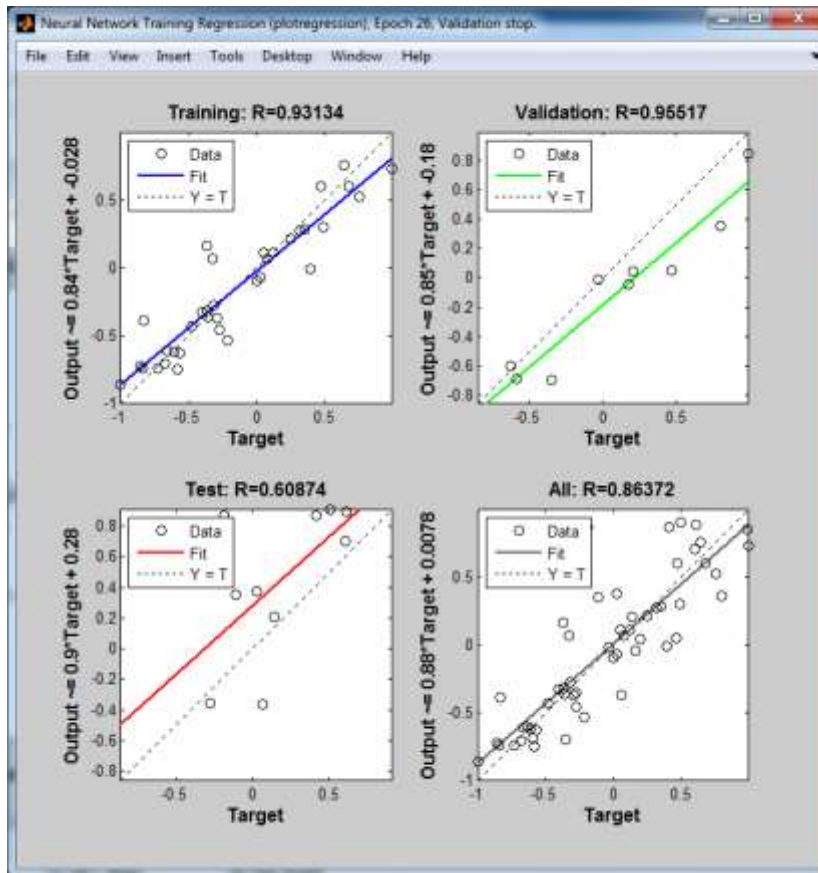 Neural Network Training Regression (plotregression), Epoch 26, Validation stop.
File Edit View Insert Tools Desktop Window Help
Training: R=0.93134
Output ~= 0.84*Target + -0.028
Data
Fit
Y = T
0.5
0
-0.5
-1
-1 -0.5 0 0.5
Target
Validation: R=0.95517
Output ~= 0.85*Target + -0.18
Data
Fit
Y = T
0.8
0.6
0.4
0.2
0
-0.2
-0.4
-0.6
-0.8
-0.5 0 0.5
Target
Test: R=0.60874
Output ~= 0.9*Target + 0.28
Data
Fit
Y = T
0.8
0.6
0.4
0.2
0
-0.2
-0.4
-0.6
-0.8
-0.5 0 0.5
Target
All: R=0.86372
Output ~= 0.88*Target + 0.0078
Data
Fit
Y = T
0.5
0
-0.5
-1
-1 -0.5 0 0.5
Target